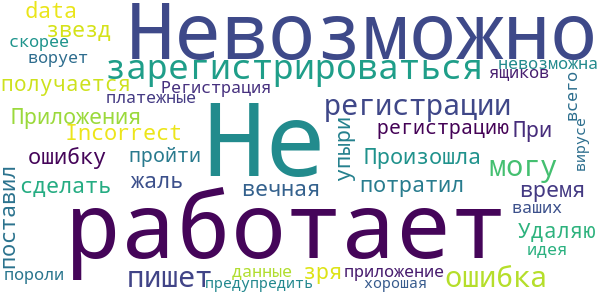 data Невозможно
звезд
скорее
ворует зарегистрироваться невозможна
получается Регистрация ящиков
платежные регистрации всего
Приложения Не
Incorrect упыри регистрацию При вирусе
ошибку пройти Произошла могу
поставил сделать жаль вечная потратил время
работает ваших
Удаляю
идея
пороли пишет данные зря приложение ошибка
предупредить хорошая